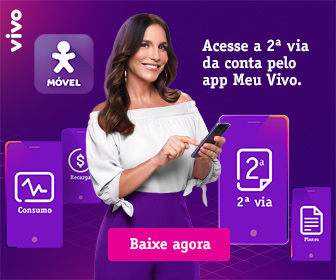 vivo
MÓVEL
Acesse a 2ª via
da conta pelo
app Meu Vivo.
Consumo
$
Recarga
2ª
2ª via
Planos
Baixe agora